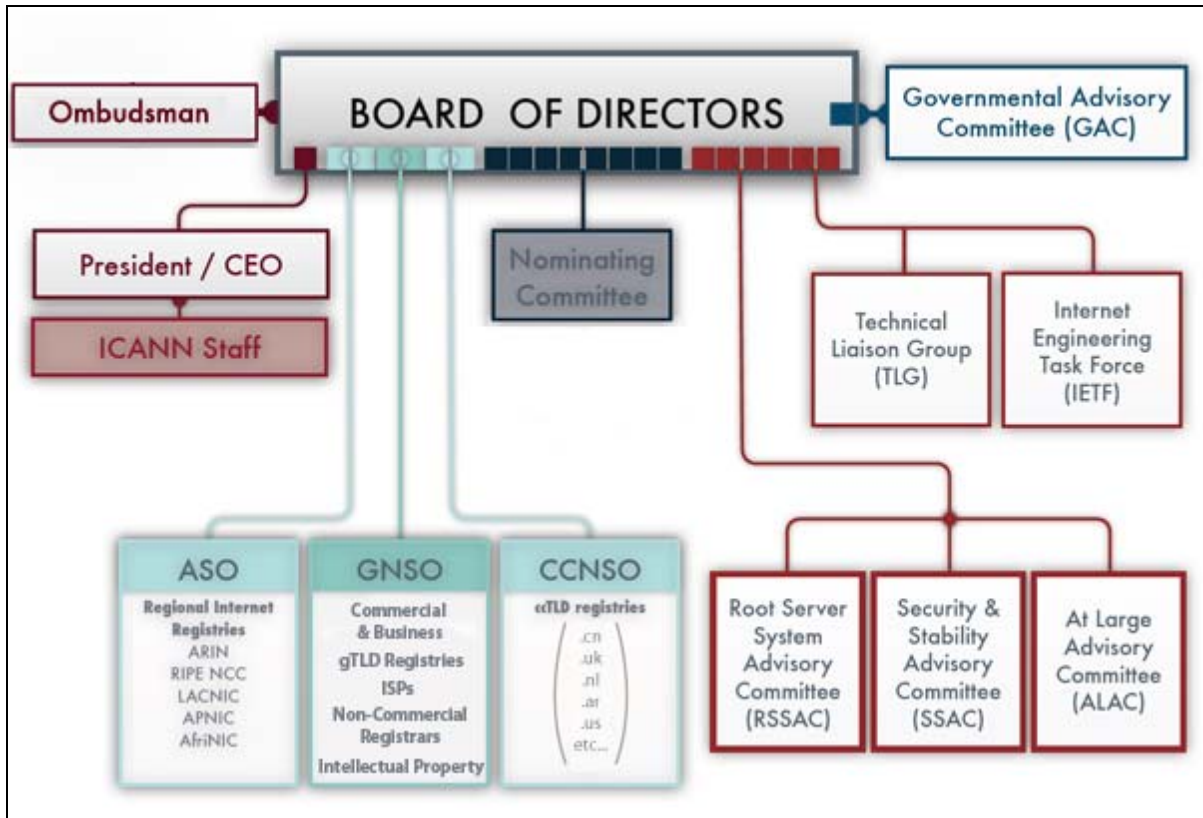 BOARD OF DIRECTORS
Ombudsman
Governmental Advisory
Committee (GAC)
President / CEO
ICANN Staff
Nominating
Committee
Technical
Liaison Group
(TLG)
Internet
Engineering
Task Force
(IETF)
ASO
Regional Internet
Registries
ARIN
RIPE NCC
LACNIC
APNIC
AfriNIC
GNSO
Commercial
& Business
gTLD Registries
ISPs
Non-Commercial
Registrars
Intellectual Property
CCNSO
ccTLD registries
.cn
.uk
.nl
.ar
.us
etc...
Root Server
System
Advisory
Committee
(RSSAC)
Security &
Stability
Advisory
Committee
(SSAC)
At Large
Advisory
Committee
(ALAC)